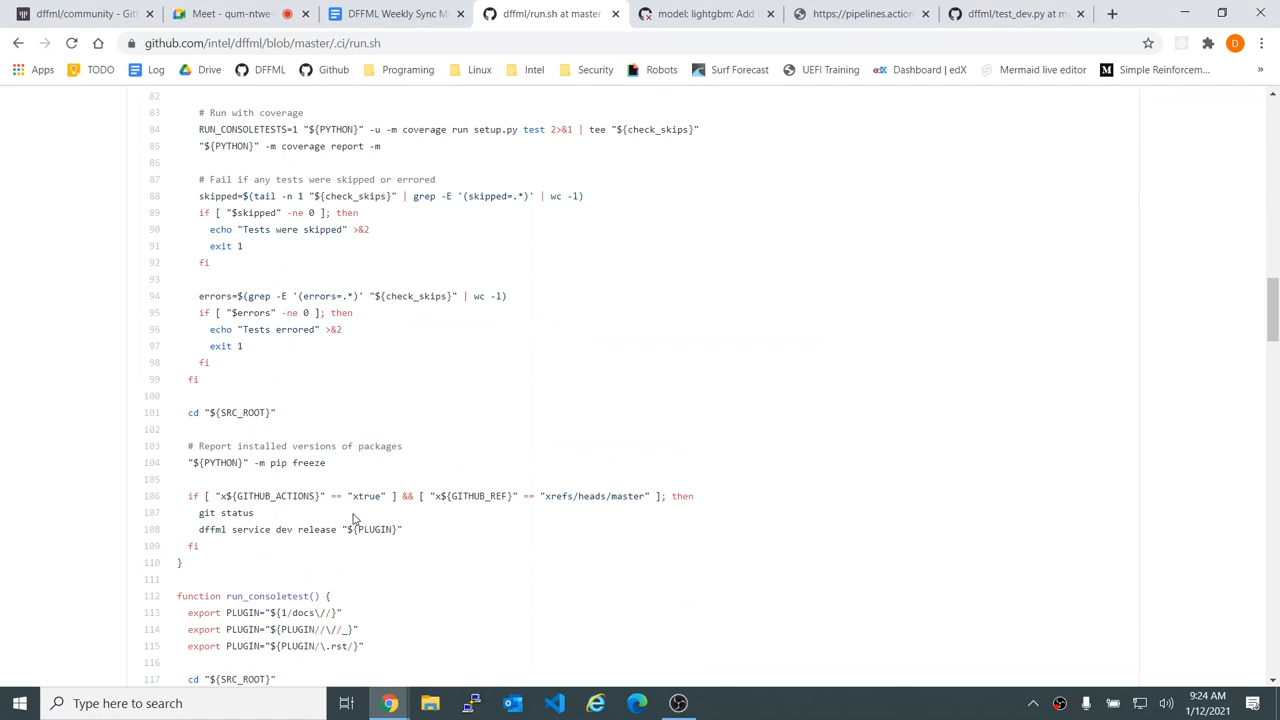 dffml/community - Git
Meet - qum-ntwe-
DFFML Weekly Sync M
dffml/run.sh at master
model: lightgbm: Add
https://pipelines.action
dffml/test_dev.py at ma
github.com/intel/dffml/blob/master/.ci/run.sh
D
Apps TODO Log Drive DFFML Github Programing Linux Intel Security Robots Surf Forecast UEFI Training Dashboard | edX Mermaid live editor Simple Reinforcem... »
82
83 # Run with coverage
84 RUN_CONSOLETESTS=1 "${PYTHON}" -u -m coverage run setup.py test 2>&1 | tee "${check_skips}"
85 "${PYTHON}" -m coverage report -m
86
87 # Fail if any tests were skipped or errored
88 skipped=$(tail -n 1 "${check_skips}" | grep -E '(skipped=.*)' | wc -l)
89 if [ "$skipped" -ne 0 ]; then
90 echo "Tests were skipped" >&2
91 exit 1
92 fi
93
94 errors=$(grep -E '(errors=.*)' "${check_skips}" | wc -l)
95 if [ "$errors" -ne 0 ]; then
96 echo "Tests errored" >&2
97 exit 1
98 fi
99 fi
100
101 cd "${SRC_ROOT}"
102
103 # Report installed versions of packages
104 "${PYTHON}" -m pip freeze
105
106 if [ "x${GITHUB_ACTIONS}" == "xtrue" ] && [ "x${GITHUB_REF}" == "xrefs/heads/master" ]; then
107 git status
108 dffml service dev release "${PLUGIN}"
109 fi
110 }
111
112 function run_consoletest() {
113 export PLUGIN="${1/docs\//}"
114 export PLUGIN="${PLUGIN//\//_}"
115 export PLUGIN="${PLUGIN/\.rst/}"
116
117 cd "${SRC_ROOT}"
Type here to search
9:24 AM
1/12/2021